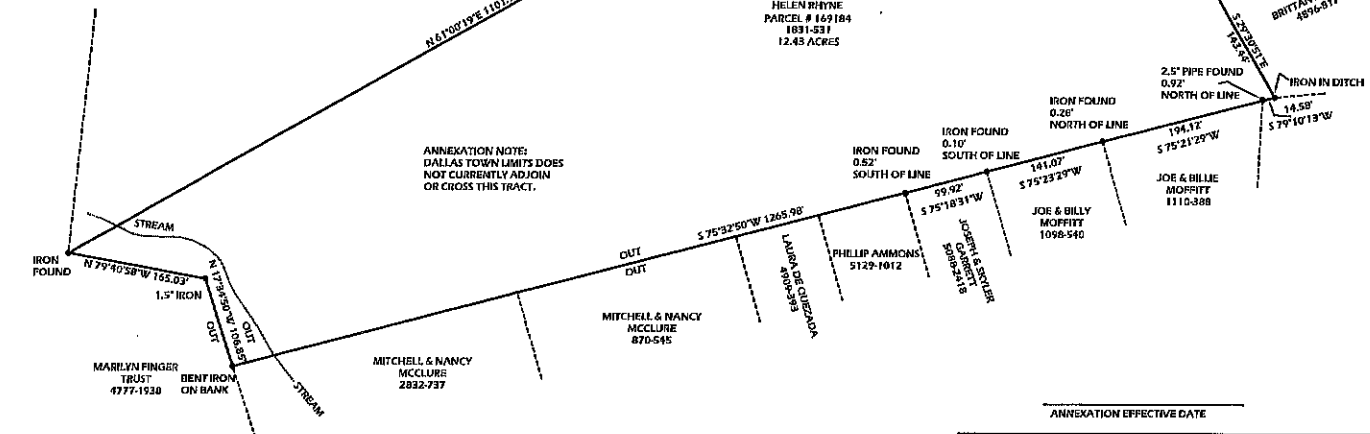 HELEN RHYNE
PARCEL # 169184
1831-531
12.43 ACRES
N 61°00'19"E
S 29°30'51"E
143.44'
2.5" PIPE FOUND
0.92'
NORTH OF LINE
IRON IN DITCH
14.58'
S 79°10'13"W
IRON FOUND
0.28'
NORTH OF LINE
194.12'
S 75°21'29"W
IRON FOUND
0.10'
SOUTH OF LINE
141.07'
S 75°23'29"W
IRON FOUND
0.52'
SOUTH OF LINE
99.92'
S 75°18'31"W
JOE & BILLIE
MOFFITT
1110-388
JOE & BILLY
MOFFITT
1098-540
JOSEPH & SKYLER
GARRETT
5088-2418
PHILLIP AMMONS
5129-1012
LAURA DE QUEZADA
4909-393
ANNEXATION NOTE:
DALLAS TOWN LIMITS DOES
NOT CURRENTLY ADJOIN
OR CROSS THIS TRACT.
S 75°32'50"W 1265.98'
OUT
OUT
MITCHELL & NANCY
MCCLURE
870-545
MITCHELL & NANCY
MCCLURE
2832-737
STREAM
IRON
FOUND
N 79°40'58"W 165.03'
1.5" IRON
N 17°34'50"W 106.85'
OUT
OUT
MARILYN FINGER
TRUST
4777-1930
BENT IRON
ON BANK
STREAM
ANNEXATION EFFECTIVE DATE